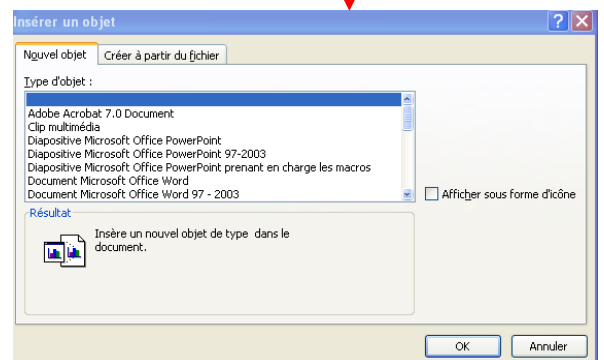 Insérer un objet
Nouvel objet
Créer à partir du fichier
Type d'objet :
Adobe Acrobat 7.0 Document
Clip multimédia
Diapositive Microsoft Office PowerPoint
Diapositive Microsoft Office PowerPoint 97-2003
Diapositive Microsoft Office PowerPoint prenant en charge les macros
Document Microsoft Office Word
Document Microsoft Office Word 97 - 2003
Afficher sous forme d'icône
Résultat
Insère un nouvel objet de type dans le
document.
OK
Annuler